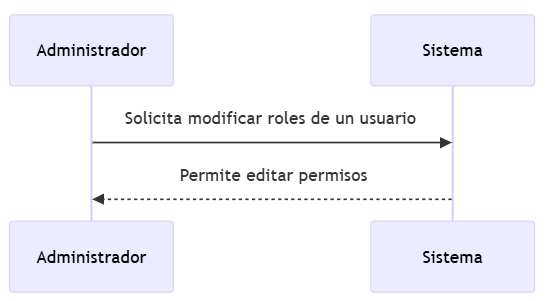 Administrador
Sistema
Solicita modificar roles de un usuario
Permite editar permisos
Administrador
Sistema